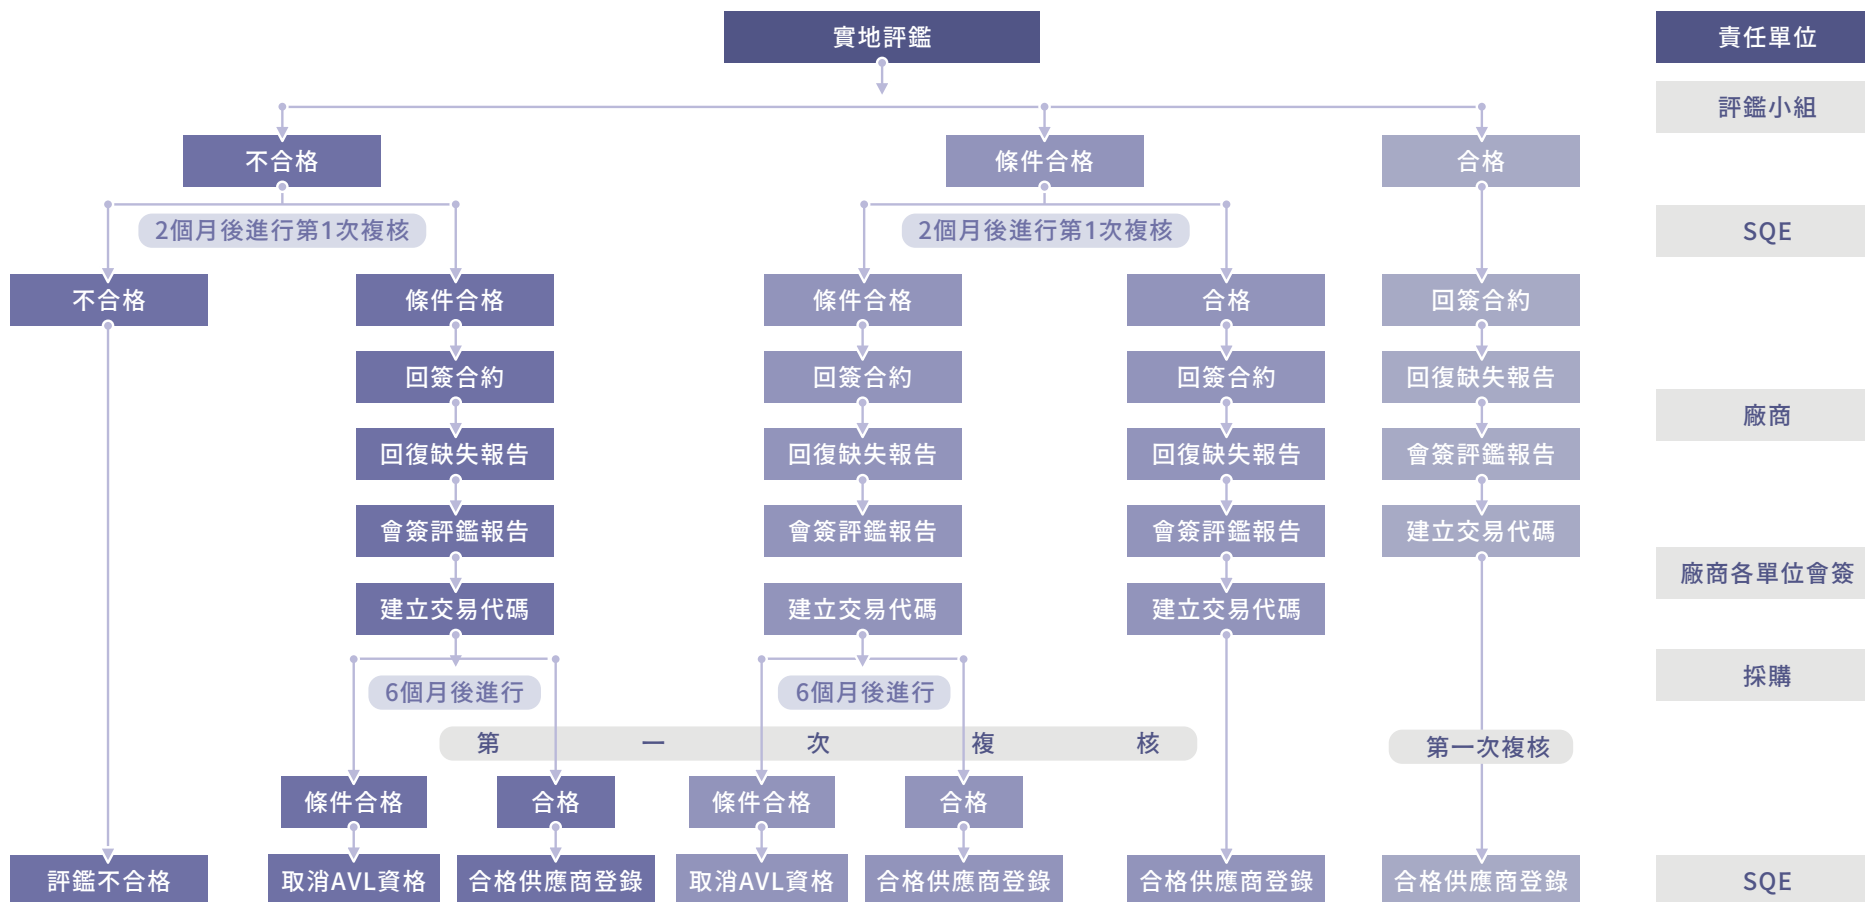 實地評鑑
責任單位
評鑑小組
不合格
條件合格
合格
2個月後進行第1次複核
2個月後進行第1次複核
SQE
不合格
條件合格
條件合格
合格
回簽合約
回簽合約
回簽合約
回簽合約
回復缺失報告
廠商
回復缺失報告
回復缺失報告
回復缺失報告
會簽評鑑報告
會簽評鑑報告
會簽評鑑報告
會簽評鑑報告
建立交易代碼
廠商各單位會簽
建立交易代碼
建立交易代碼
建立交易代碼
採購
6個月後進行
6個月後進行
第一次複核
第一次複核
條件合格
合格
條件合格
合格
評鑑不合格
取消AVL資格
合格供應商登錄
取消AVL資格
合格供應商登錄
合格供應商登錄
合格供應商登錄
SQE